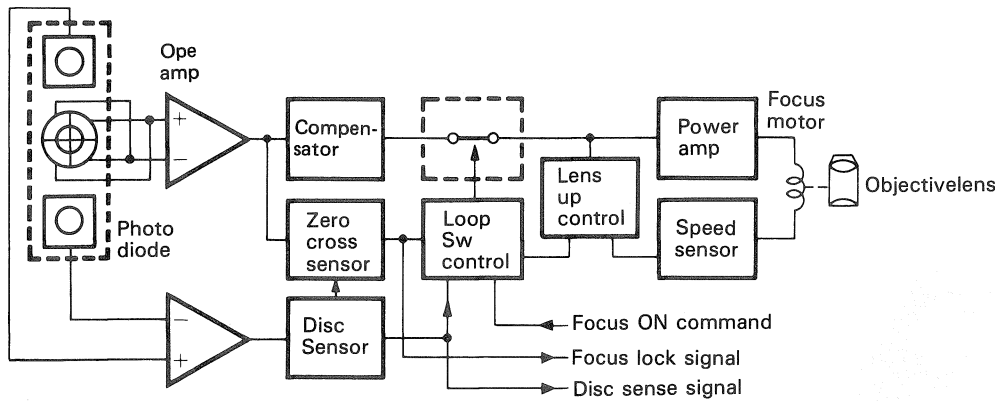 Ope
amp
+
−
Photo
diode
−
+
Compen-
sator
Zero
cross
sensor
Disc
Sensor
Loop
Sw
control
Lens
up
control
Power
amp
Speed
sensor
Focus
motor
Objectivelens
Focus ON command
Focus lock signal
Disc sense signal